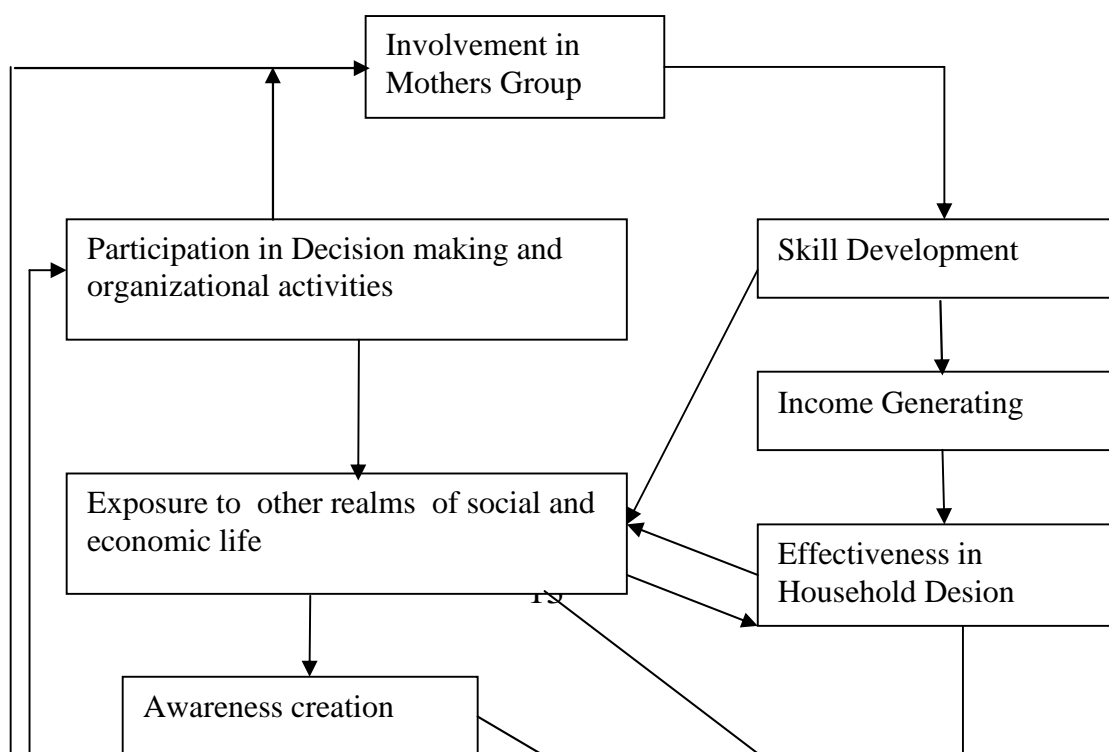 Involvement in
Mothers Group
Participation in Decision making and
organizational activities
Skill Development
Income Generating
Exposure to other realms of social and
economic life
Effectiveness in
Household Desion
Awareness creation